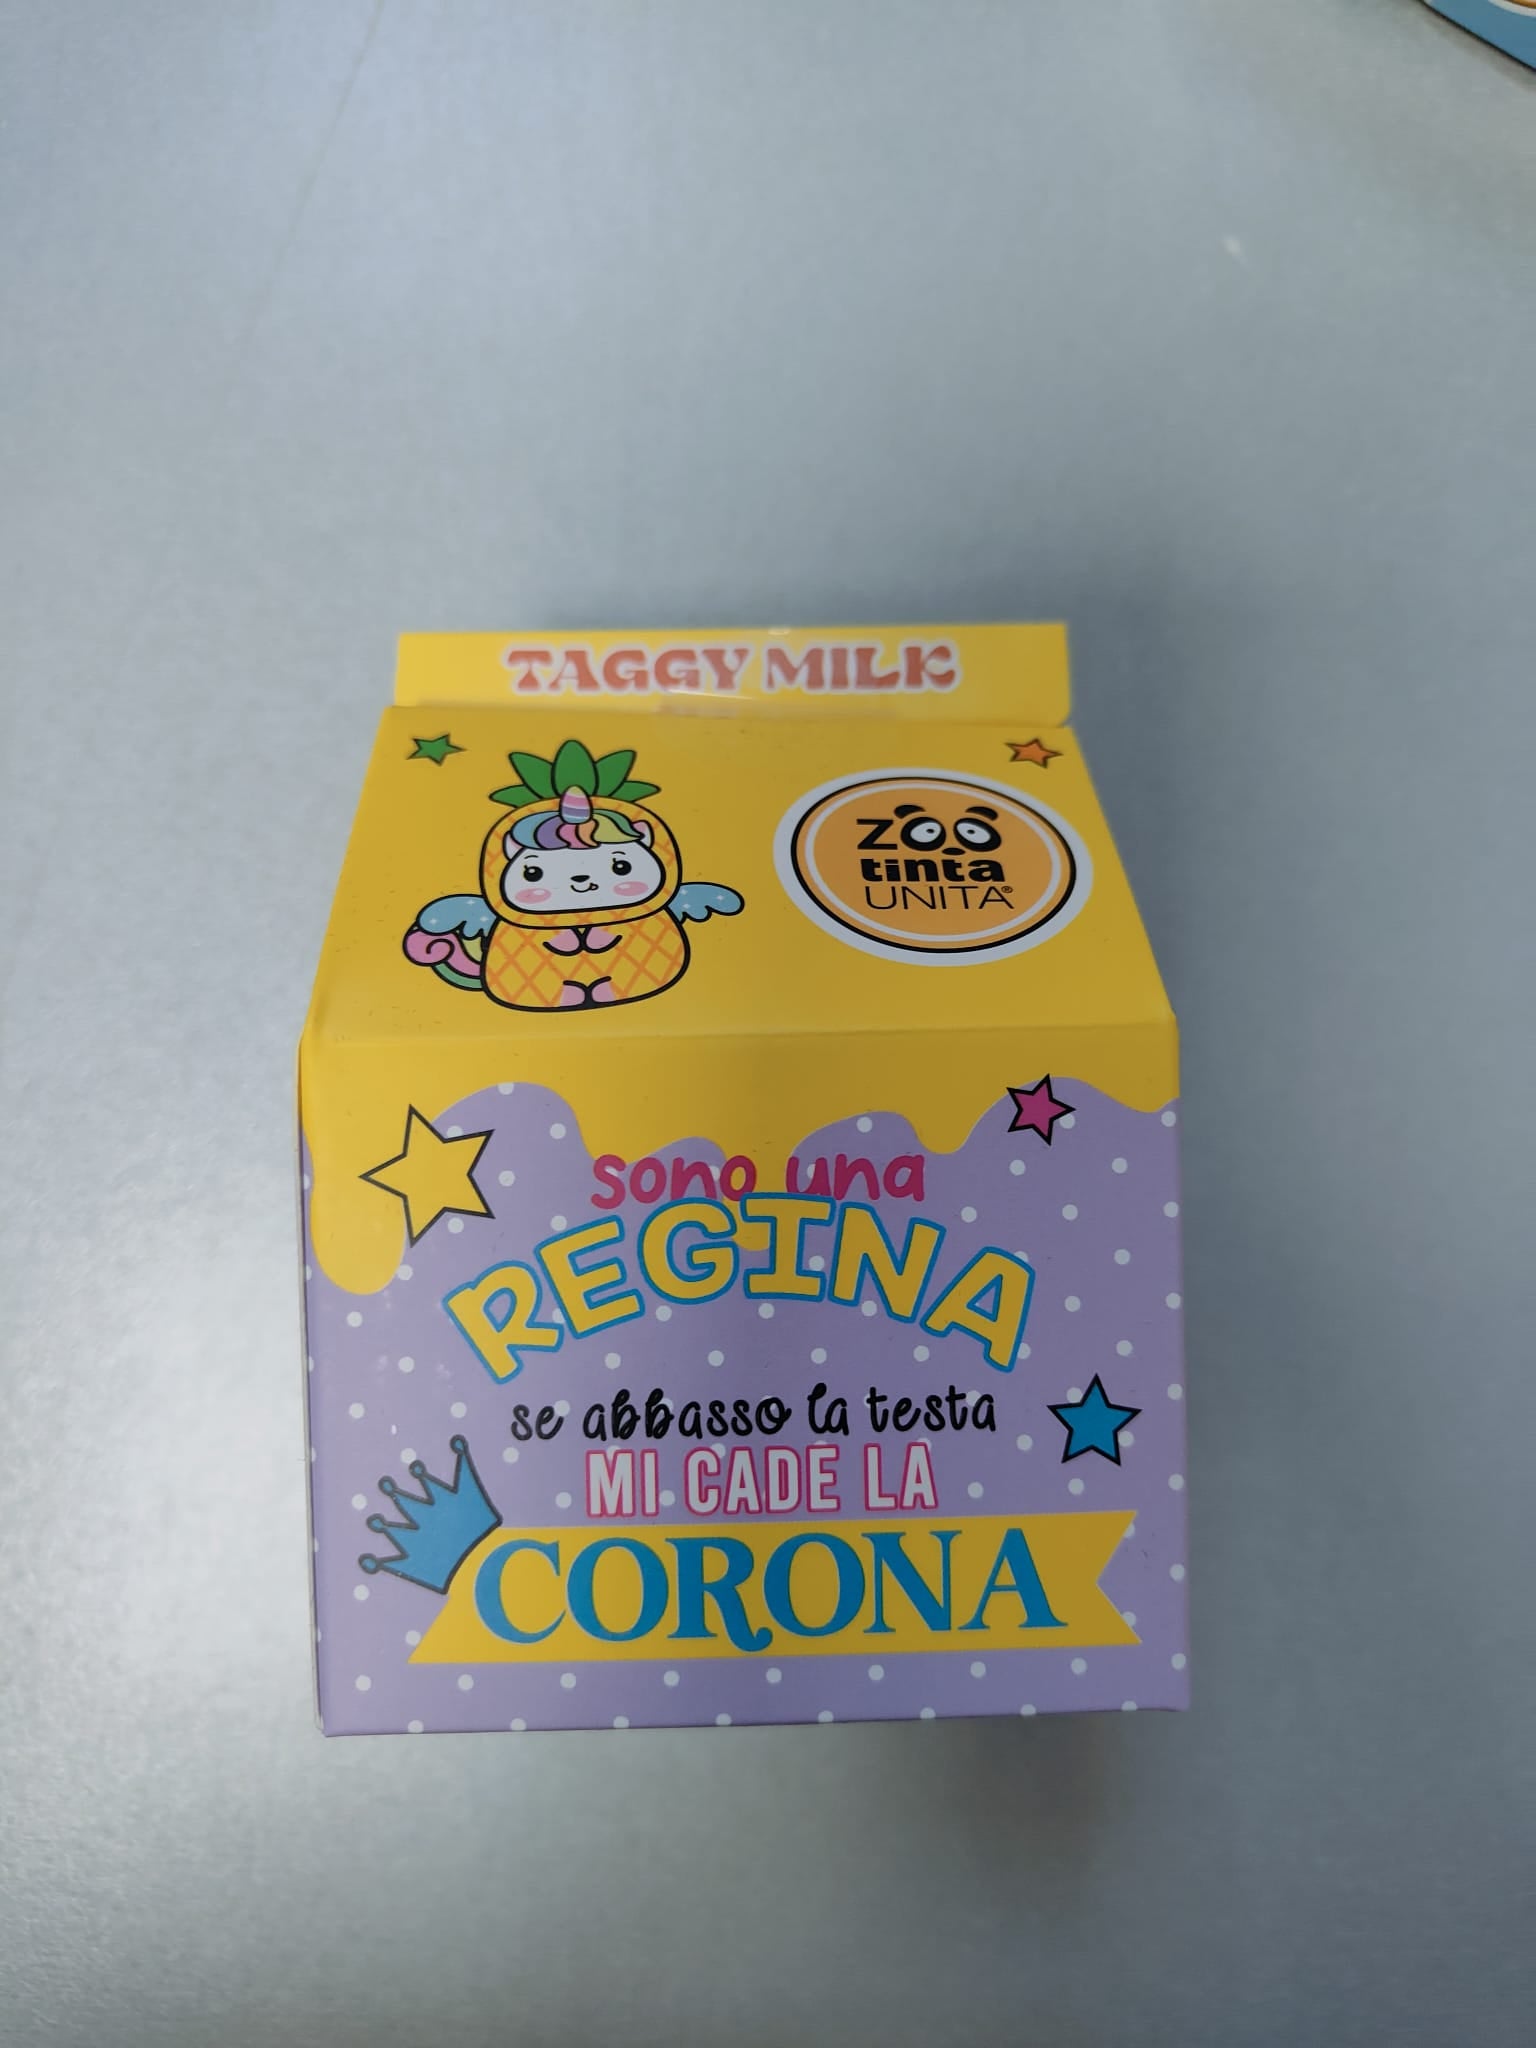 TAGGY MILK
ZOO
tinta
UNITA®
sono una
REGINA
se abbasso la testa
MI CADE LA
CORONA